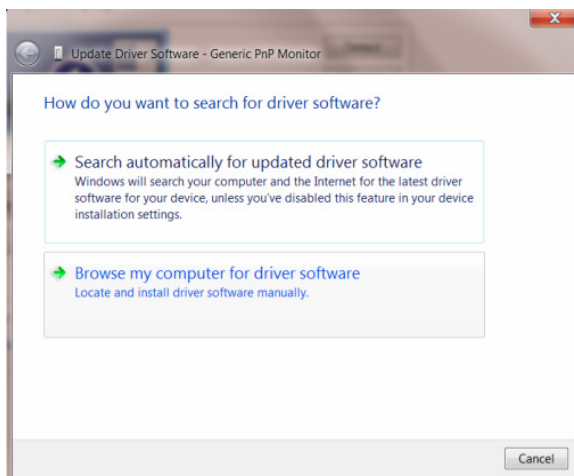 Update Driver Software - Generic PnP Monitor
How do you want to search for driver software?
Search automatically for updated driver software
Windows will search your computer and the Internet for the latest driver
software for your device, unless you've disabled this feature in your device
installation settings.
Browse my computer for driver software
Locate and install driver software manually.
Cancel